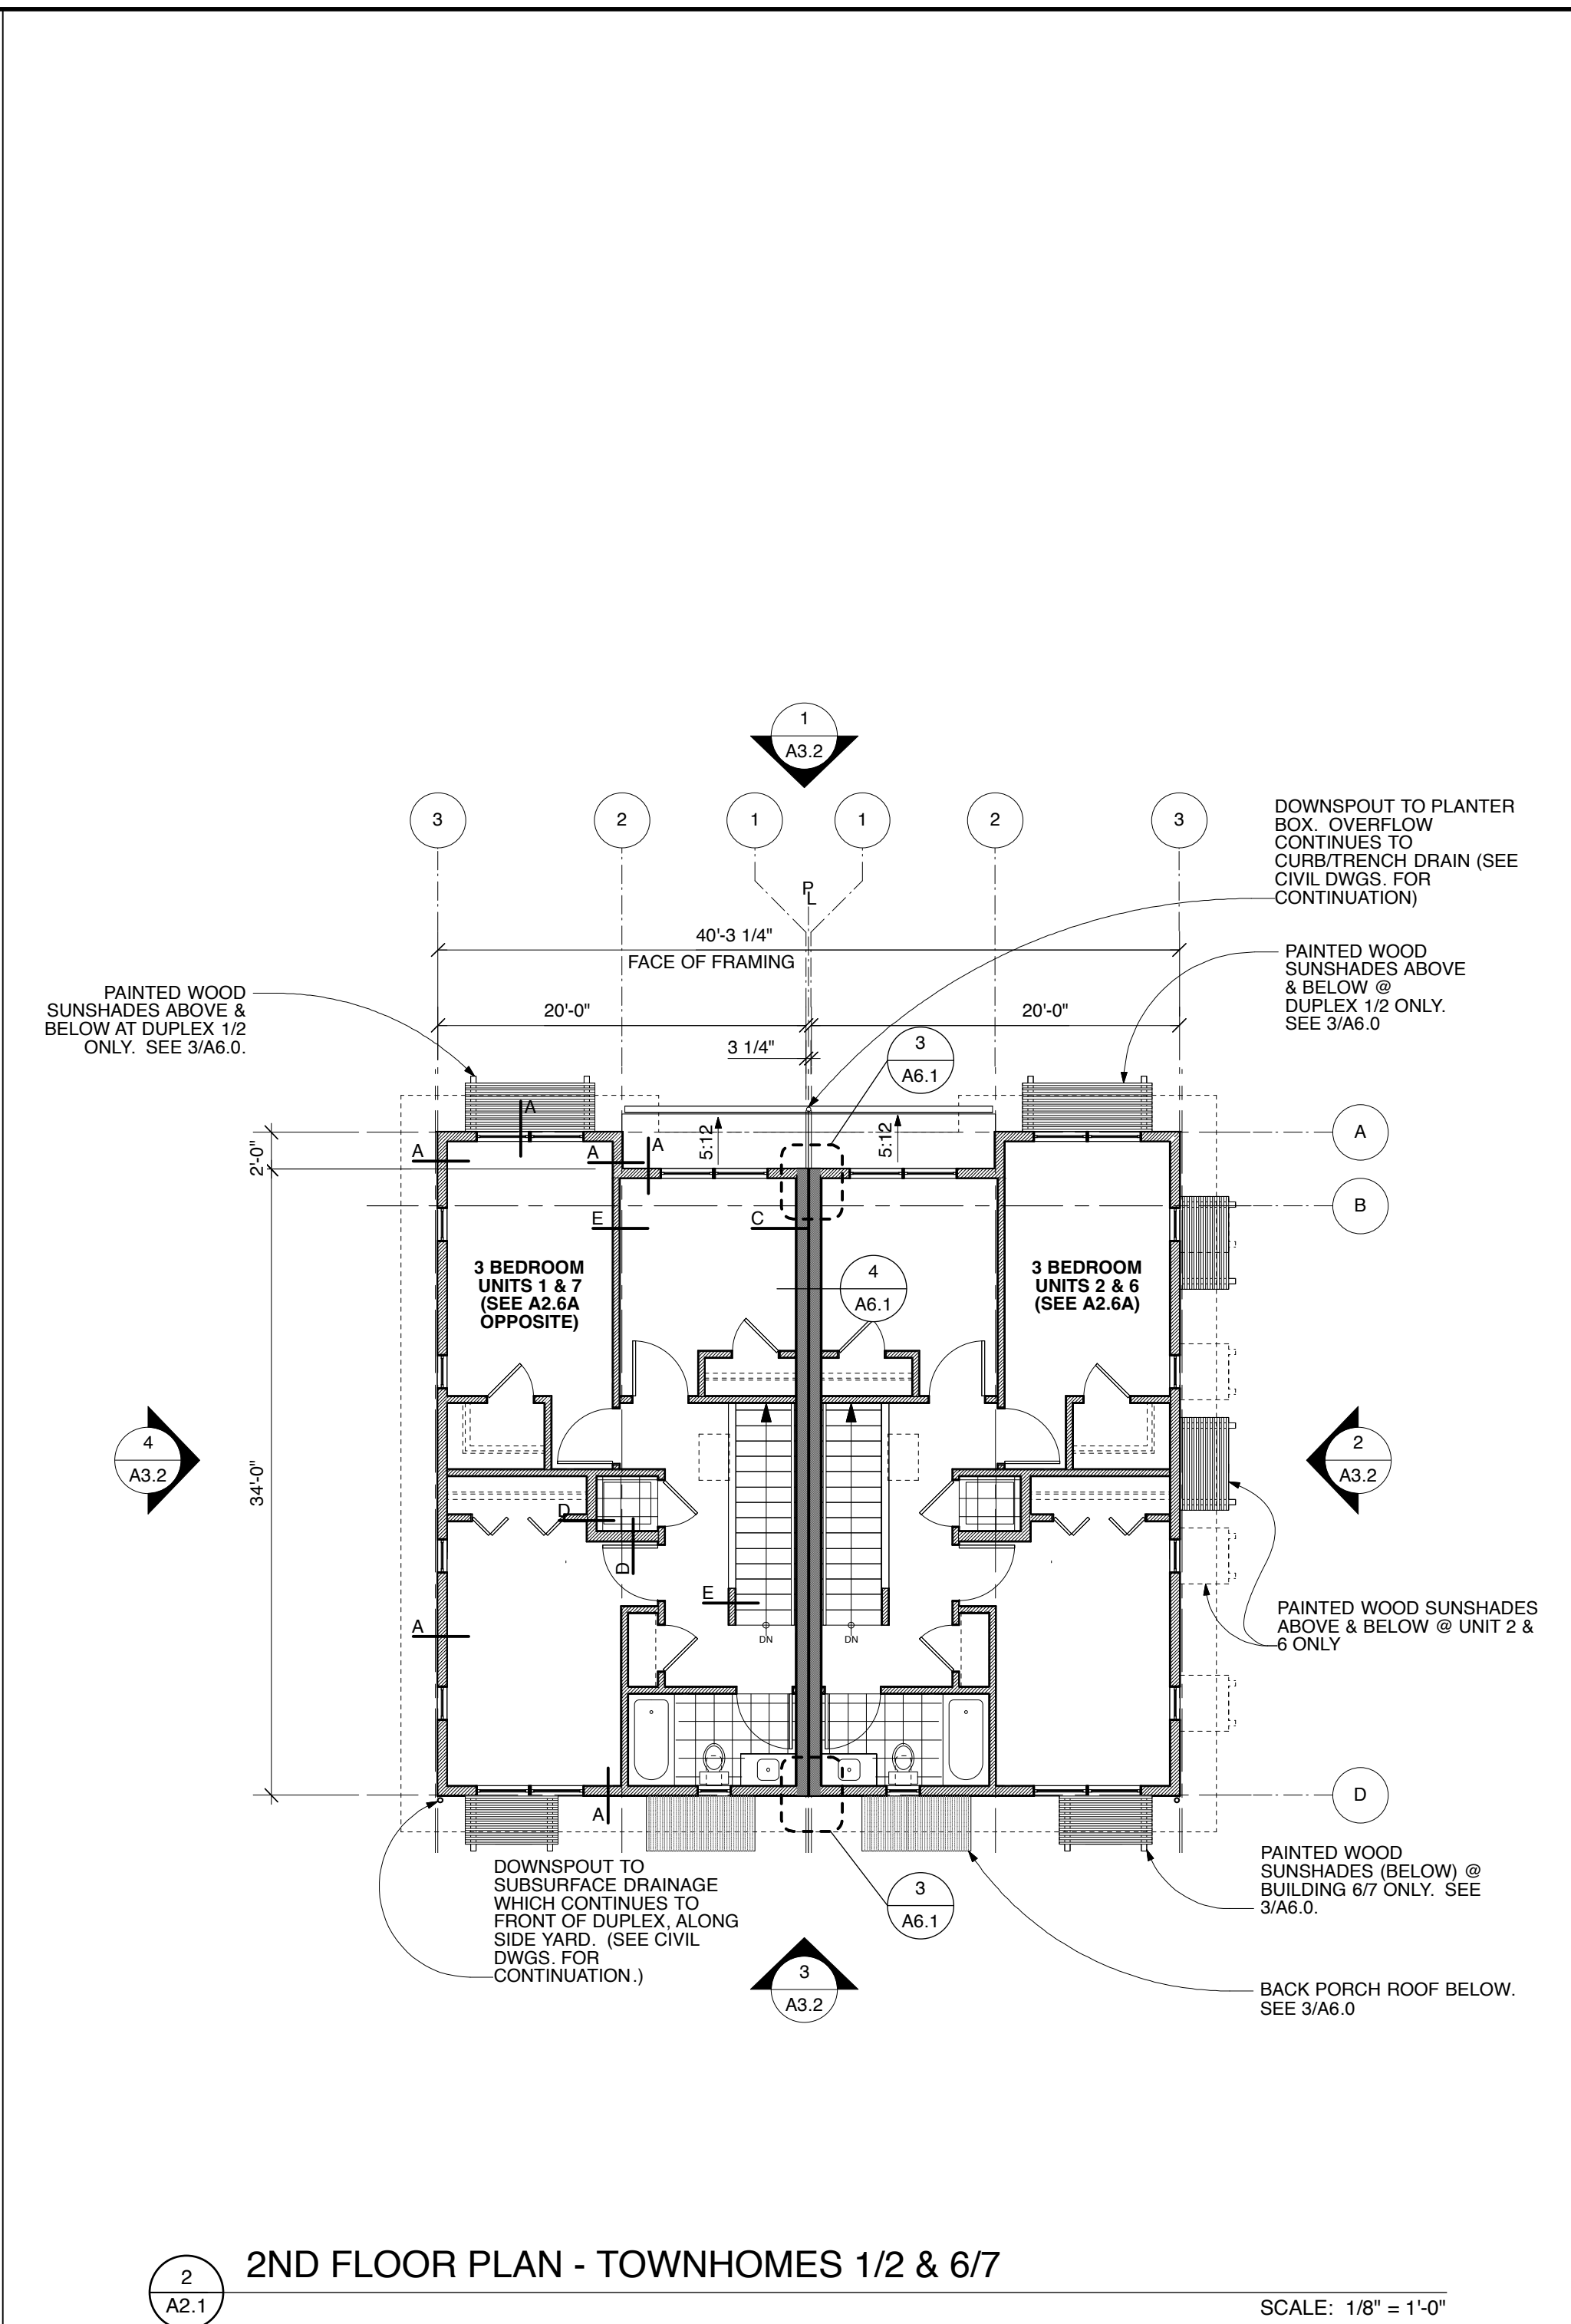 1
A3.2
3
2
1
1
2
3
PL
DOWNSPOUT TO PLANTER
BOX. OVERFLOW
CONTINUES TO
CURB/TRENCH DRAIN (SEE
CIVIL DWGS. FOR
CONTINUATION)
40'-3 1/4"
FACE OF FRAMING
PAINTED WOOD
SUNSHADES ABOVE
& BELOW @
DUPLEX 1/2 ONLY.
SEE 3/A6.0
PAINTED WOOD
SUNSHADES ABOVE &
BELOW AT DUPLEX 1/2
ONLY. SEE 3/A6.0.
20'-0"
20'-0"
3 1/4"
3
A6.1
A
A
A
A
5:12
5:12
2'-0"
A
B
E
C
3 BEDROOM
UNITS 1 & 7
(SEE A2.6A
OPPOSITE)
4
A6.1
3 BEDROOM
UNITS 2 & 6
(SEE A2.6A)
4
A3.2
34'-0"
2
A3.2
D
D
E
A
DN
DN
PAINTED WOOD SUNSHADES
ABOVE & BELOW @ UNIT 2 &
6 ONLY
D
A
DOWNSPOUT TO
SUBSURFACE DRAINAGE
WHICH CONTINUES TO
FRONT OF DUPLEX, ALONG
SIDE YARD. (SEE CIVIL
DWGS. FOR
CONTINUATION.)
3
A6.1
PAINTED WOOD
SUNSHADES (BELOW) @
BUILDING 6/7 ONLY. SEE
3/A6.0.
3
A3.2
BACK PORCH ROOF BELOW.
SEE 3/A6.0
2
A2.1
2ND FLOOR PLAN - TOWNHOMES 1/2 & 6/7
SCALE: 1/8" = 1'-0"